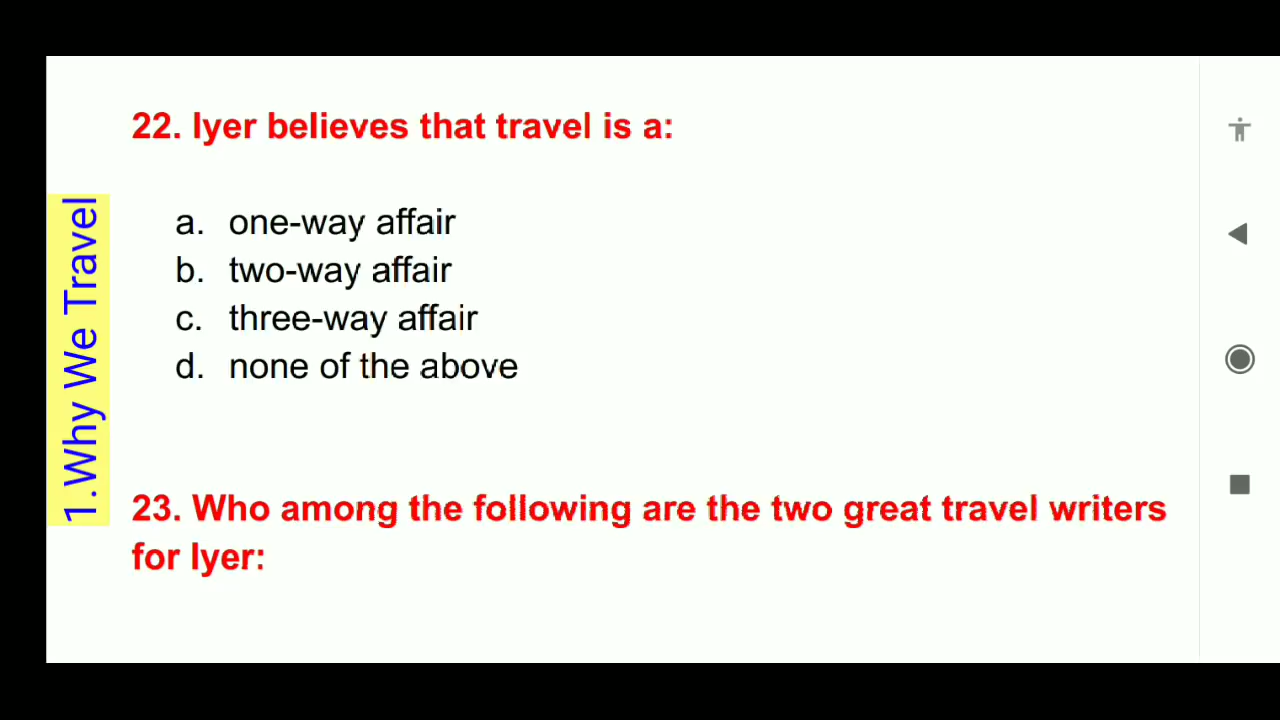 22. Iyer believes that travel is a:
a. one-way affair
b. two-way affair
c. three-way affair
d. none of the above
1.Why We Travel
23. Who among the following are the two great travel writers
for Iyer: